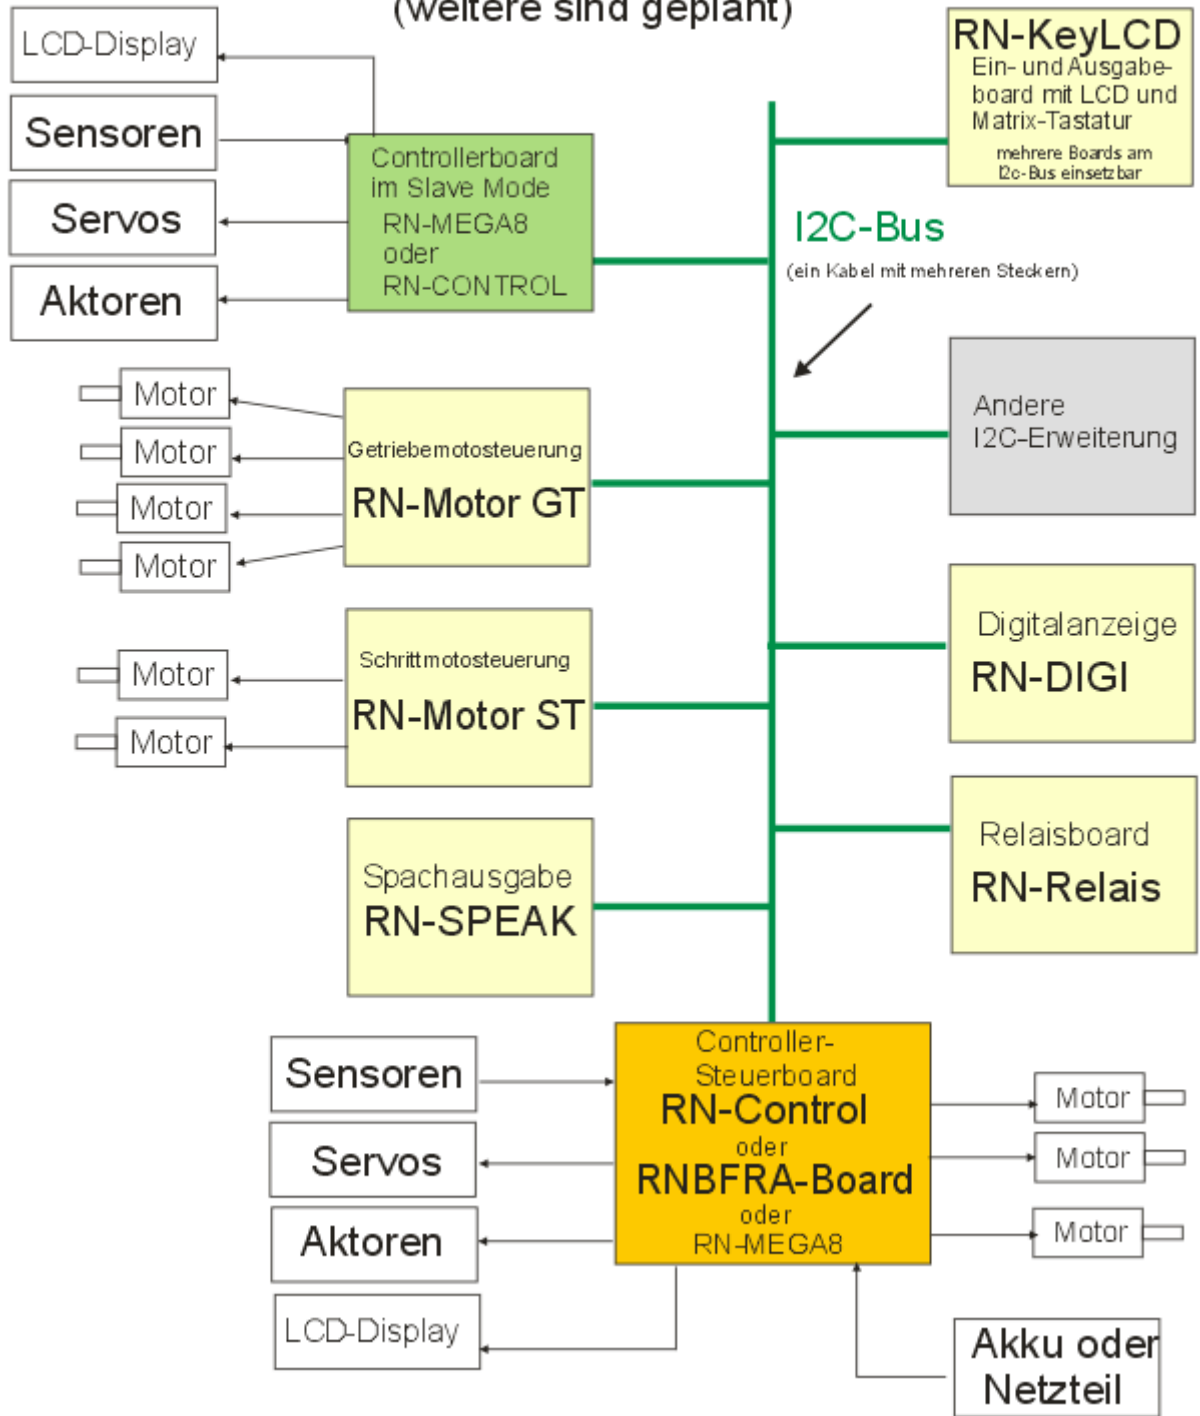 (weitere sind geplant)
LCD-Display
Sensoren
Servos
Aktoren
Controllerboard
im Slave Mode
RN-MEGA8
oder
RN-CONTROL
RN-KeyLCD
Ein- und Ausgabe-
board mit LCD und
Matrix-Tastatur
mehrere Boards am
I2c-Bus einsetzbar
I2C-Bus
(ein Kabel mit mehreren Steckern)
Motor
Motor
Motor
Motor
Getriebemotosteuerung
RN-Motor GT
Andere
I2C-Erweiterung
Motor
Motor
Schrittmotosteuerung
RN-Motor ST
Digitalanzeige
RN-DIGI
Spachausgabe
RN-SPEAK
Relaisboard
RN-Relais
Sensoren
Servos
Aktoren
LCD-Display
Controller-
Steuerboard
RN-Control
oder
RNBFRA-Board
oder
RN-MEGA8
Motor
Motor
Motor
Akku oder
Netzteil